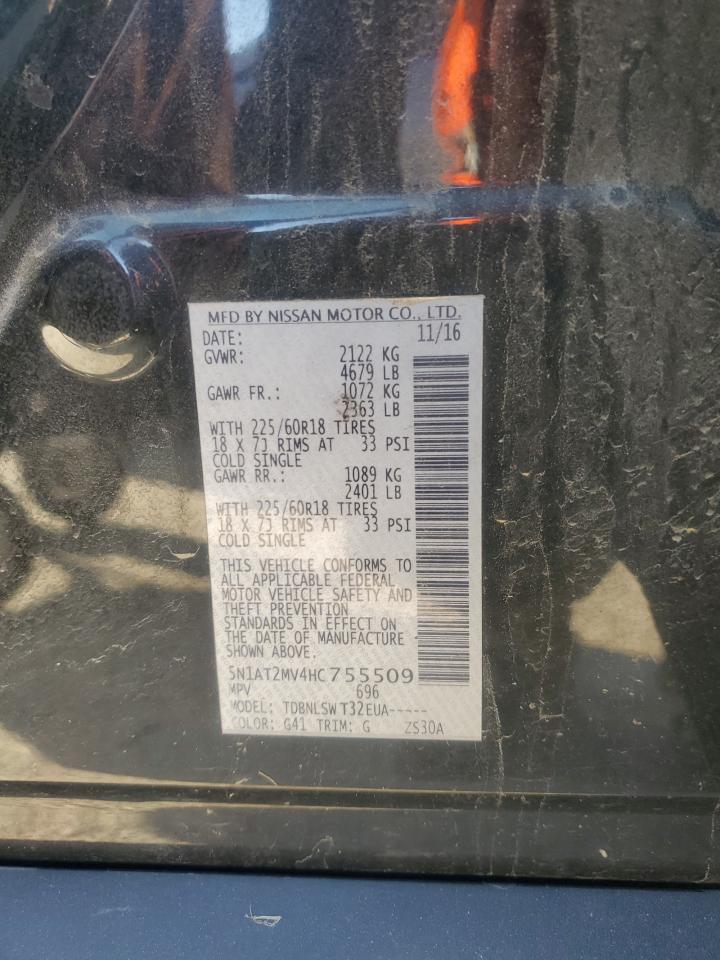 MFD BY NISSAN MOTOR CO., LTD.
DATE: 11/16
GVWR: 2122 KG
4679 LB
GAWR FR.: 1072 KG
2363 LB
WITH 225/60R18 TIRES
18 X 7J RIMS AT 33 PSI
COLD SINGLE
GAWR RR.: 1089 KG
2401 LB
WITH 225/60R18 TIRES
18 X 7J RIMS AT 33 PSI
COLD SINGLE
THIS VEHICLE CONFORMS TO
ALL APPLICABLE FEDERAL
MOTOR VEHICLE SAFETY AND
THEFT PREVENTION
STANDARDS IN EFFECT ON
THE DATE OF MANUFACTURE
SHOWN ABOVE.
5N1AT2MV4HC755509
MPV 696
MODEL: TDBNLSWT32EUA-----
COLOR: G41 TRIM: G ZS30A